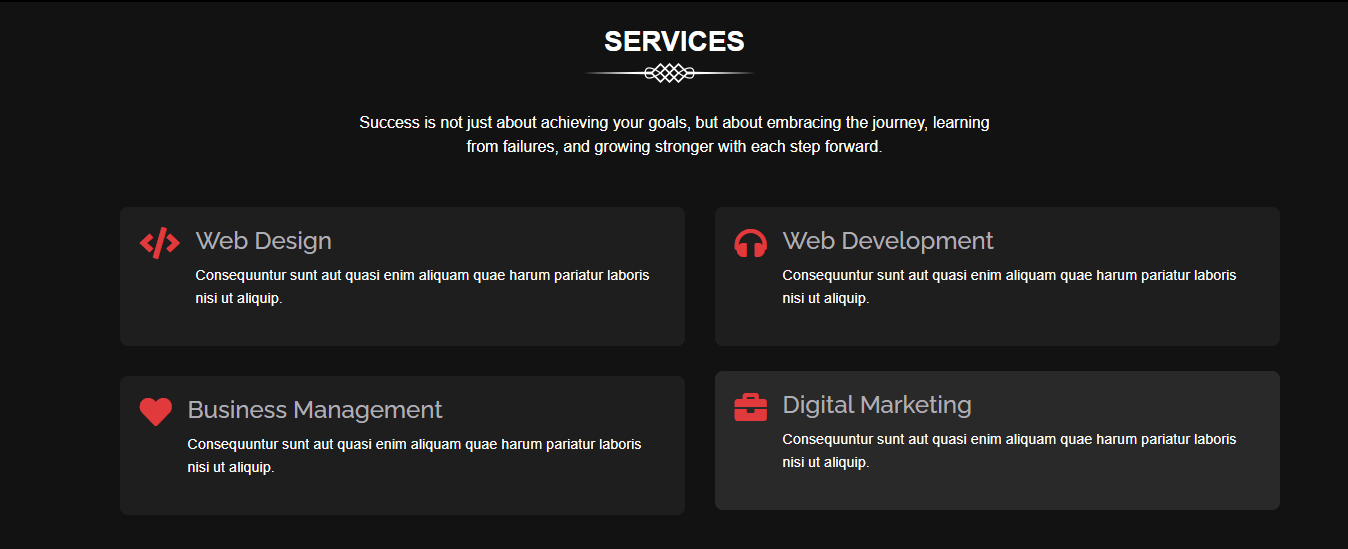 SERVICES
Success is not just about achieving your goals, but about embracing the journey, learning
from failures, and growing stronger with each step forward.
Web Design
Consequuntur sunt aut quasi enim aliquam quae harum pariatur laboris
nisi ut aliquip.
Web Development
Consequuntur sunt aut quasi enim aliquam quae harum pariatur laboris
nisi ut aliquip.
Business Management
Consequuntur sunt aut quasi enim aliquam quae harum pariatur laboris
nisi ut aliquip.
Digital Marketing
Consequuntur sunt aut quasi enim aliquam quae harum pariatur laboris
nisi ut aliquip.